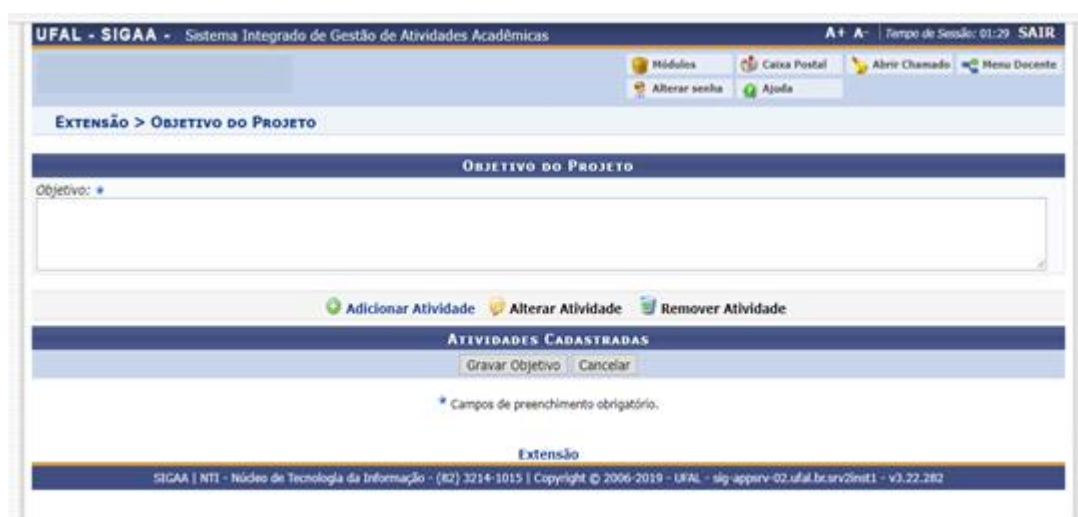 UFAL - SIGAA - Sistema Integrado de Gestão de Atividades Acadêmicas A+ A- Tempo de Sessão: 01:29 SAIR
Módulos Caixa Postal Abrir Chamado Menu Docente
Alterar senha Ajuda
Extensão > Objetivo do Projeto
Objetivo do Projeto
Objetivo: *
Adicionar Atividade Alterar Atividade Remover Atividade
Atividades Cadastradas
Gravar Objetivo Cancelar
* Campos de preenchimento obrigatório.
Extensão
SIGAA | NTI - Núcleo de Tecnologia da Informação - (82) 3214-1015 | Copyright © 2006-2019 - UFAL - sig-appsrv-02.ufal.br.srv2inst1 - v3.22.282